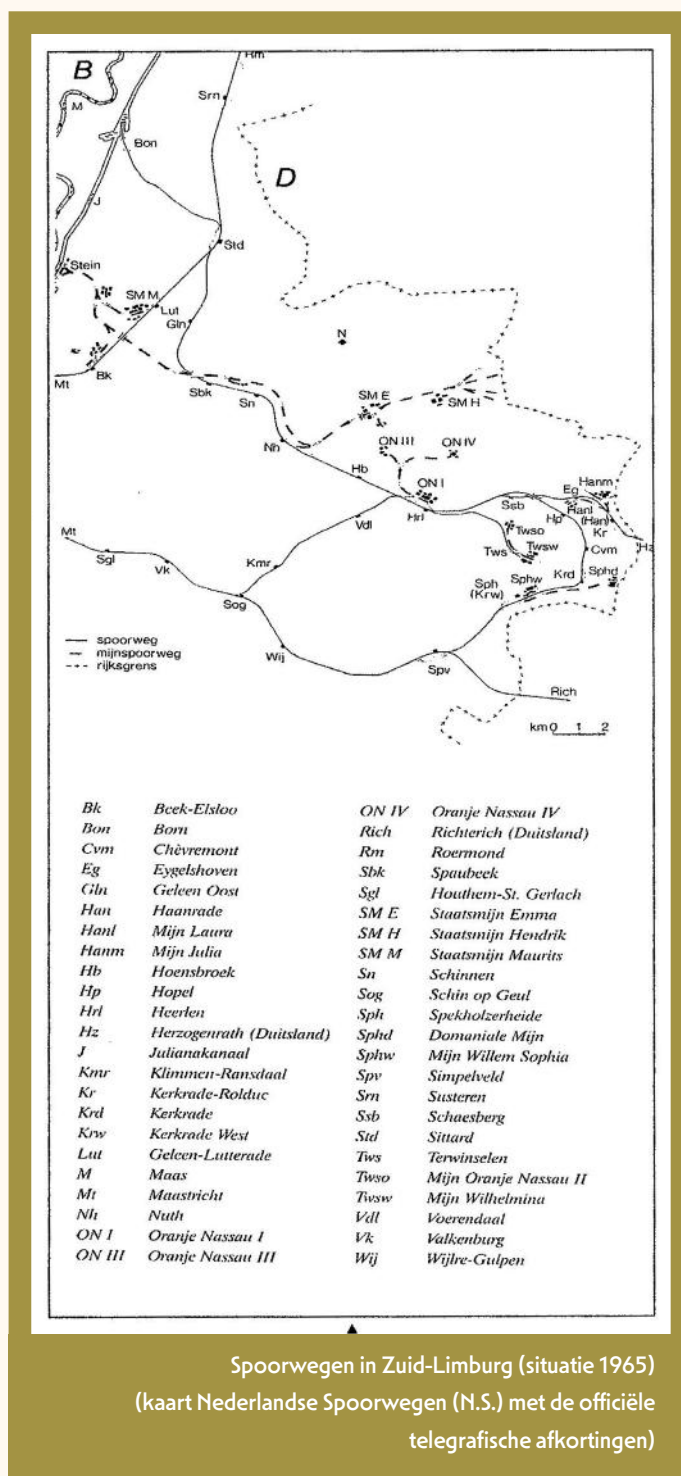 B
Rm
M
Srn
Bon
D
J
Std
Stein
SM M
Lut
Gln
N
Mt
Bk
Sbk
Sn
SM E
SM H
Nh
ON III
ON IV
Hb
ON I
Hrl
Vdl
Ssb
Eg
Hanm
Hp
Hanl
(Han)
Kr
Hz
Mt
Sgl
Vk
Kmr
Twso
Tws
Twsw
Cvm
Sog
Sph
(Krw)
Sphw
Krd
Sphd
spoorweg
mijnspoorweg
rijksgrens
Wij
Spv
Rich
km 0 1 2
Bk Beek-Elsloo
Bon Born
Cvm Chèvremont
Eg Eygelshoven
Gln Geleen Oost
Han Haanrade
Hanl Mijn Laura
Hanm Mijn Julia
Hb Hoensbroek
Hp Hopel
Hrl Heerlen
Hz Herzogenrath (Duitsland)
J Julianakanaal
Kmr Klimmen-Ransdaal
Kr Kerkrade-Rolduc
Krd Kerkrade
Krw Kerkrade West
Lut Geleen-Lutterade
M Maas
Mt Maastricht
Nh Nuth
ON I Oranje Nassau I
ON III Oranje Nassau III
ON IV Oranje Nassau IV
Rich Richterich (Duitsland)
Rm Roermond
Sbk Spaubeek
Sgl Houthem-St. Gerlach
SM E Staatsmijn Emma
SM H Staatsmijn Hendrik
SM M Staatsmijn Maurits
Sn Schinnen
Sog Schin op Geul
Sph Spekholzerheide
Sphd Domaniale Mijn
Sphw Mijn Willem Sophia
Spv Simpelveld
Srn Susteren
Ssb Schaesberg
Std Sittard
Tws Terwinselen
Twso Mijn Oranje Nassau II
Twsw Mijn Wilhelmina
Vdl Voerendaal
Vk Valkenburg
Wij Wijlre-Gulpen
Spoorwegen in Zuid-Limburg (situatie 1965)
(kaart Nederlandse Spoorwegen (N.S.) met de officiële
telegrafische afkortingen)